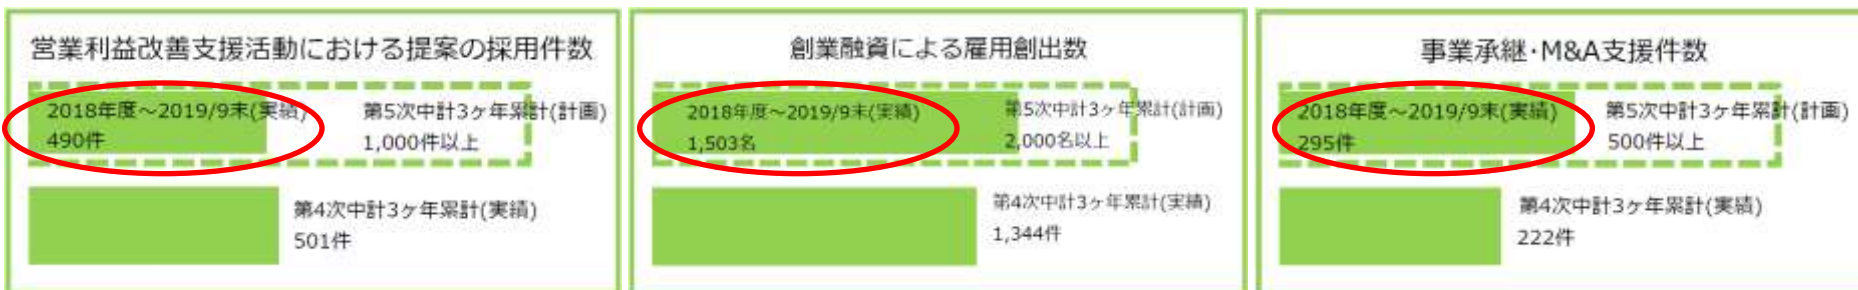 営業利益改善支援活動における提案の採用件数
2018年度～2019/9末(実績)
490件
第5次中計3ヶ年累計(計画)
1,000件以上
第4次中計3ヶ年累計(実績)
501件
創業融資による雇用創出数
2018年度～2019/9末(実績)
1,503名
第5次中計3ヶ年累計(計画)
2,000名以上
第4次中計3ヶ年累計(実績)
1,344件
事業承継・M&A支援件数
2018年度～2019/9末(実績)
295件
第5次中計3ヶ年累計(計画)
500件以上
第4次中計3ヶ年累計(実績)
222件